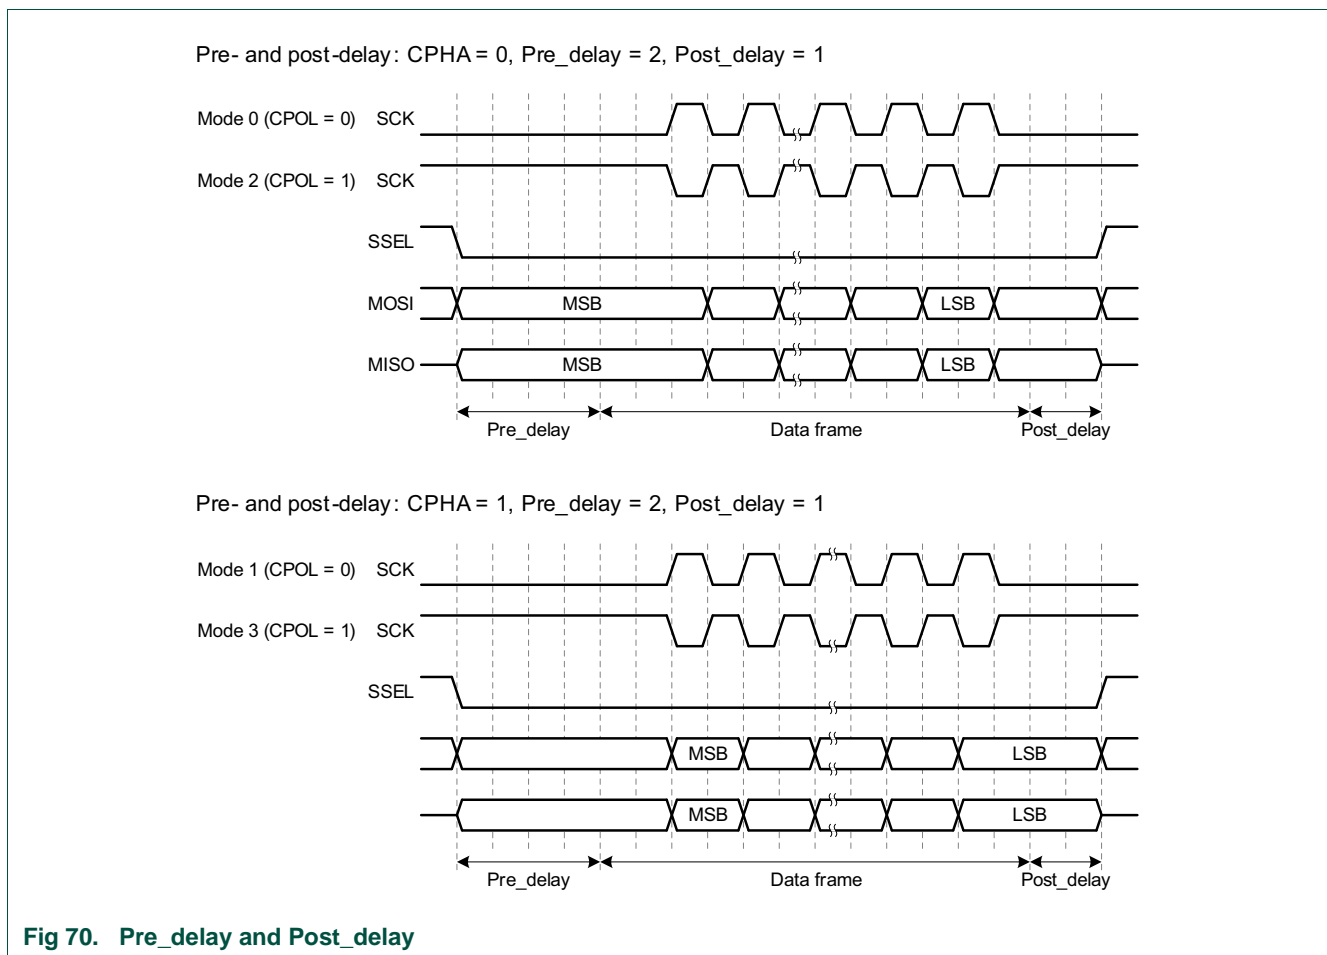 Pre- and post-delay: CPHA = 0, Pre_delay = 2, Post_delay = 1
Mode 0 (CPOL = 0) SCK
Mode 2 (CPOL = 1) SCK
SSEL
MOSI MSB LSB
MISO MSB LSB
Pre_delay Data frame Post_delay
Pre- and post-delay: CPHA = 1, Pre_delay = 2, Post_delay = 1
Mode 1 (CPOL = 0) SCK
Mode 3 (CPOL = 1) SCK
SSEL
MSB LSB
MSB LSB
Pre_delay Data frame Post_delay
Fig 70. Pre_delay and Post_delay